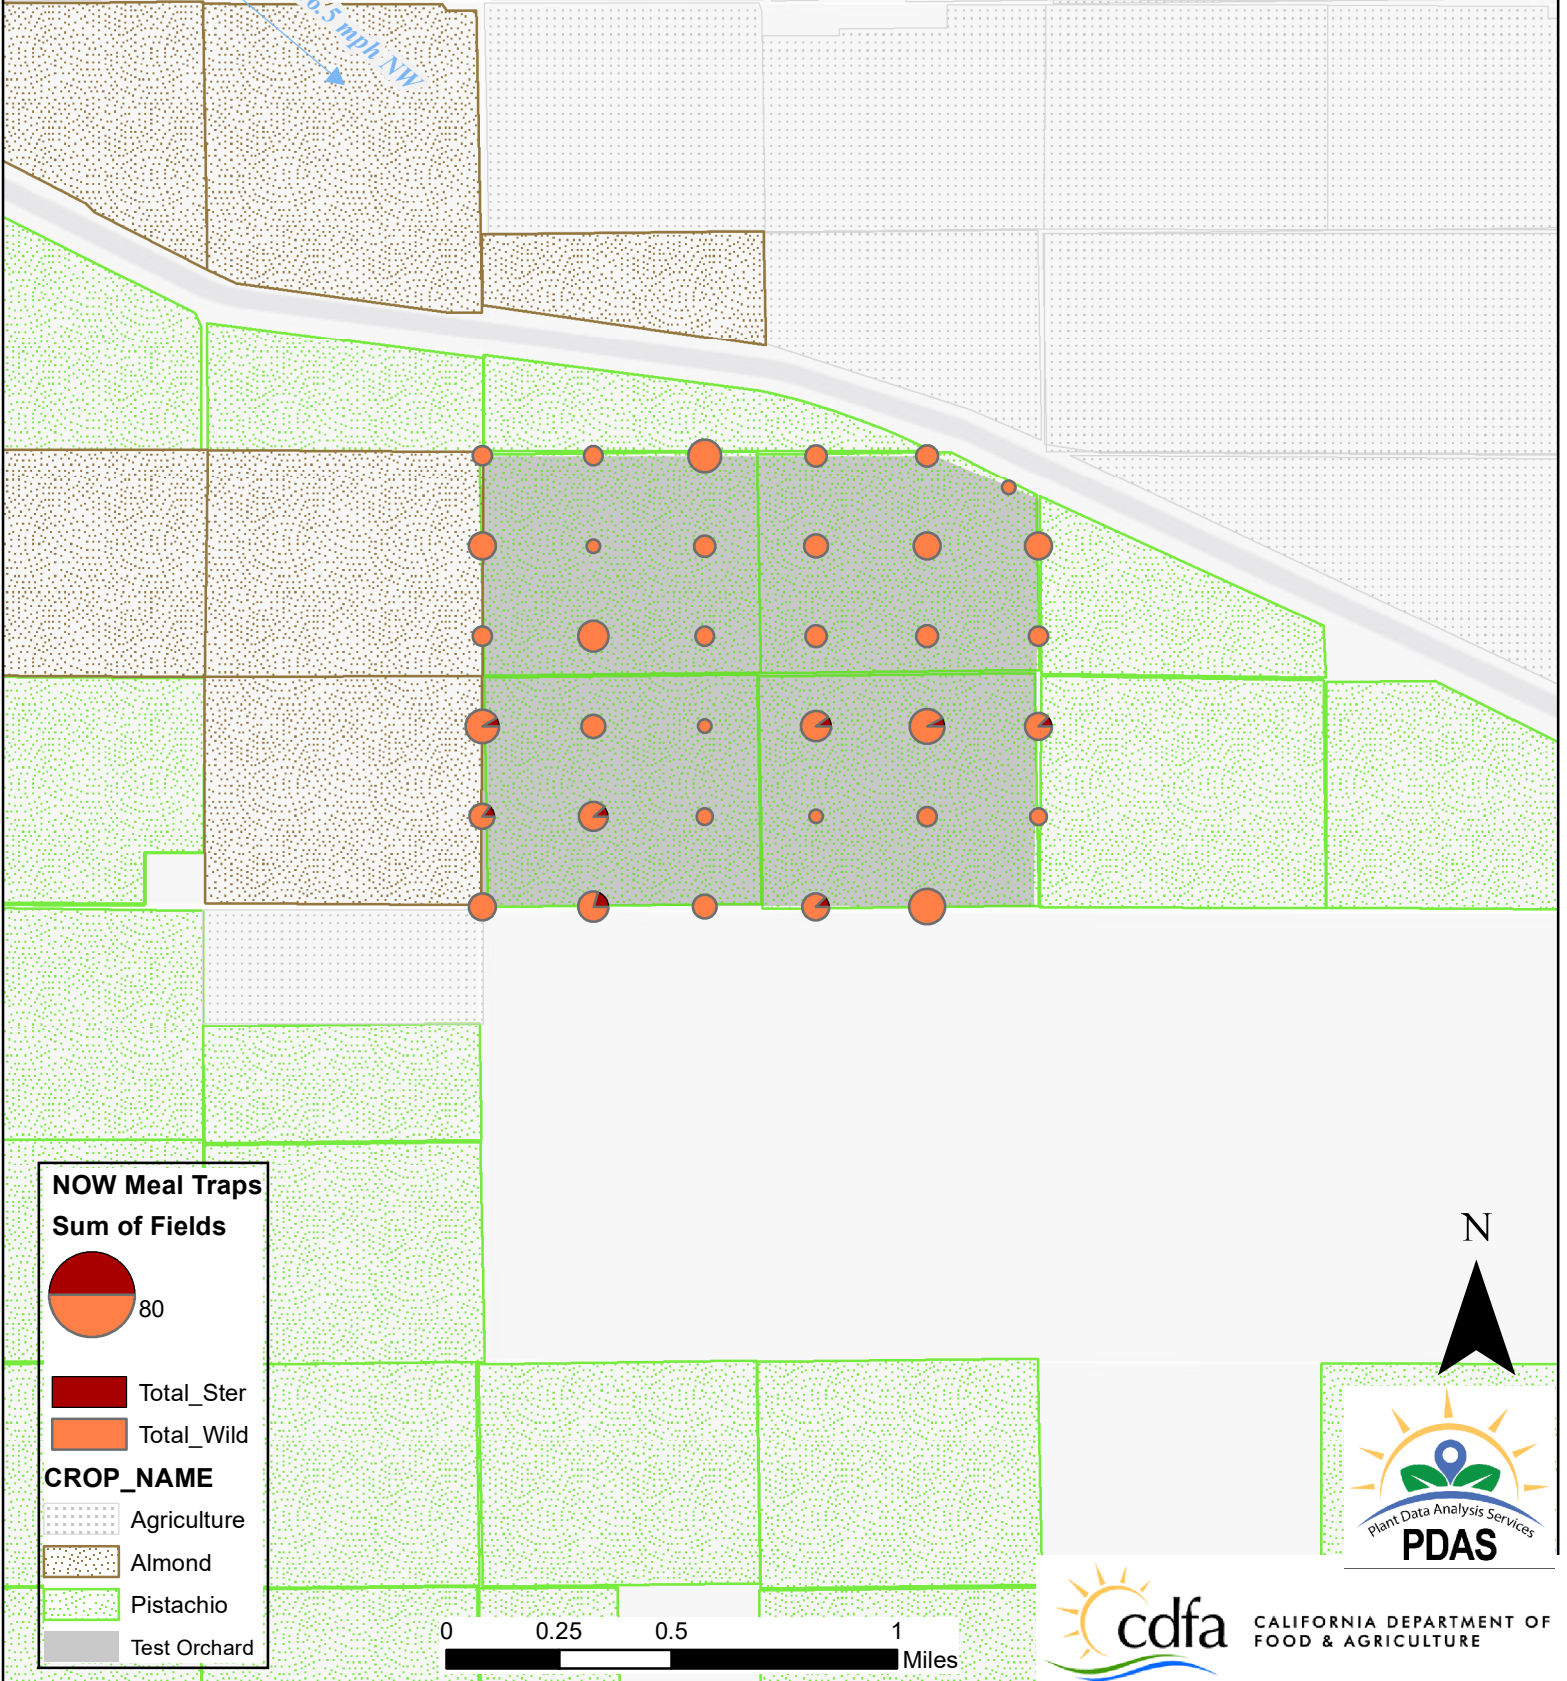 6.5 mph NW
NOW Meal Traps
Sum of Fields
80
Total_Ster
Total_Wild
CROP_NAME
Agriculture
Almond
Pistachio
Test Orchard
0 0.25 0.5 1
Miles
N
Plant Data Analysis Services
PDAS
cdfa
CALIFORNIA DEPARTMENT OF
FOOD & AGRICULTURE